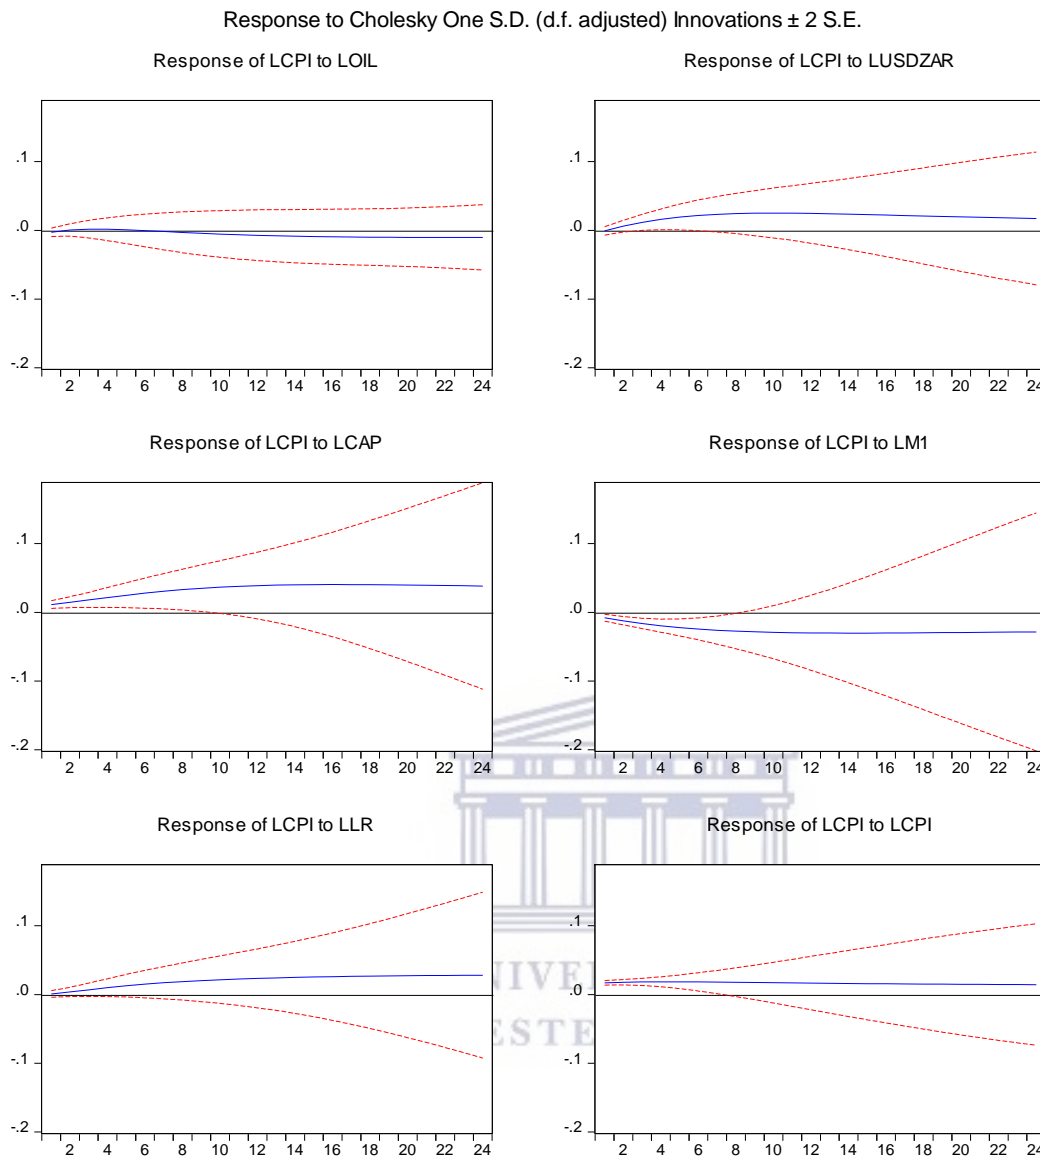 Response to Cholesky One S.D. (d.f. adjusted) Innovations ± 2 S.E.
Response of LCPI to LOIL
.1
.0
-.1
-.2
2 4 6 8 10 12 14 16 18 20 22 24
Response of LCPI to LUSDZAR
.1
.0
-.1
-.2
2 4 6 8 10 12 14 16 18 20 22 24
Response of LCPI to LCAP
.1
.0
-.1
-.2
2 4 6 8 10 12 14 16 18 20 22 24
Response of LCPI to LM1
.1
.0
-.1
-.2
2 4 6 8 10 12 14 16 18 20 22 24
Response of LCPI to LLR
.1
.0
-.1
-.2
2 4 6 8 10 12 14 16 18 20 22 24
Response of LCPI to LCPI
.1
.0
-.1
-.2
2 4 6 8 10 12 14 16 18 20 22 24